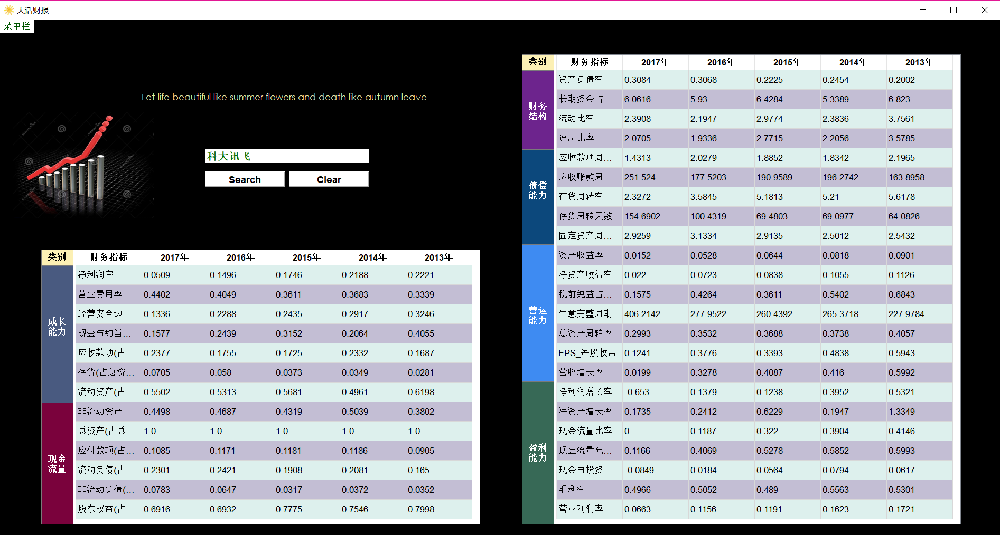 大话财报
菜单栏
Let life beautiful like summer flowers and death like autumn leave
科大讯飞
Search Clear
类别 财务指标 2017年 2016年 2015年 2014年 2013年
成长
能力
现金
流量
净利润率 0.0509 0.1496 0.1746 0.2188 0.2221
营业费用率 0.4402 0.4049 0.3611 0.3683 0.3339
经营安全边... 0.1336 0.2288 0.2435 0.2917 0.3246
现金与约当... 0.1577 0.2439 0.3152 0.2064 0.4055
应收款项(占... 0.2377 0.1755 0.1725 0.2332 0.1687
存货(占总资... 0.0705 0.058 0.0373 0.0349 0.0281
流动资产(占... 0.5502 0.5313 0.5681 0.4961 0.6198
非流动资产 0.4498 0.4687 0.4319 0.5039 0.3802
总资产(占总... 1.0 1.0 1.0 1.0 1.0
应付款项(占... 0.1085 0.1171 0.1181 0.1186 0.0905
流动负债(占... 0.2301 0.2421 0.1908 0.2081 0.165
非流动负债(... 0.0783 0.0647 0.0317 0.0372 0.0352
股东权益(占... 0.6916 0.6932 0.7775 0.7546 0.7998
类别 财务指标 2017年 2016年 2015年 2014年 2013年
财务
结构
债偿
能力
营运
能力
盈利
能力
资产负债率 0.3084 0.3068 0.2225 0.2454 0.2002
长期资金占... 6.0616 5.93 6.4284 5.3389 6.823
流动比率 2.3908 2.1947 2.9774 2.3836 3.7561
速动比率 2.0705 1.9336 2.7715 2.2056 3.5785
应收款项周... 1.4313 2.0279 1.8852 1.8342 2.1965
应收账款周... 251.524 177.5203 190.9589 196.2742 163.8958
存货周转率 2.3272 3.5845 5.1813 5.21 5.6178
存货周转天数 154.6902 100.4319 69.4803 69.0977 64.0826
固定资产周... 2.9259 3.1334 2.9135 2.5012 2.5432
资产收益率 0.0152 0.0528 0.0644 0.0818 0.0901
净资产收益率 0.022 0.0723 0.0838 0.1055 0.1126
税前纯益占... 0.1575 0.4264 0.3611 0.5402 0.6843
生意完整周期 406.2142 277.9522 260.4392 265.3718 227.9784
总资产周转率 0.2993 0.3532 0.3688 0.3738 0.4057
EPS_每股收益 0.1241 0.3776 0.3393 0.4838 0.5943
营收增长率 0.0199 0.3278 0.4087 0.416 0.5992
净利润增长率 -0.653 0.1379 0.1238 0.3952 0.5321
净资产增长率 0.1735 0.2412 0.6229 0.1947 1.3349
现金流量比率 0 0.1187 0.322 0.3904 0.4146
现金流量允... 0.1166 0.4069 0.5278 0.5852 0.5993
现金再投资... -0.0849 0.0184 0.0564 0.0794 0.0617
毛利率 0.4966 0.5052 0.489 0.5563 0.5301
营业利润率 0.0663 0.1156 0.1191 0.1623 0.1721